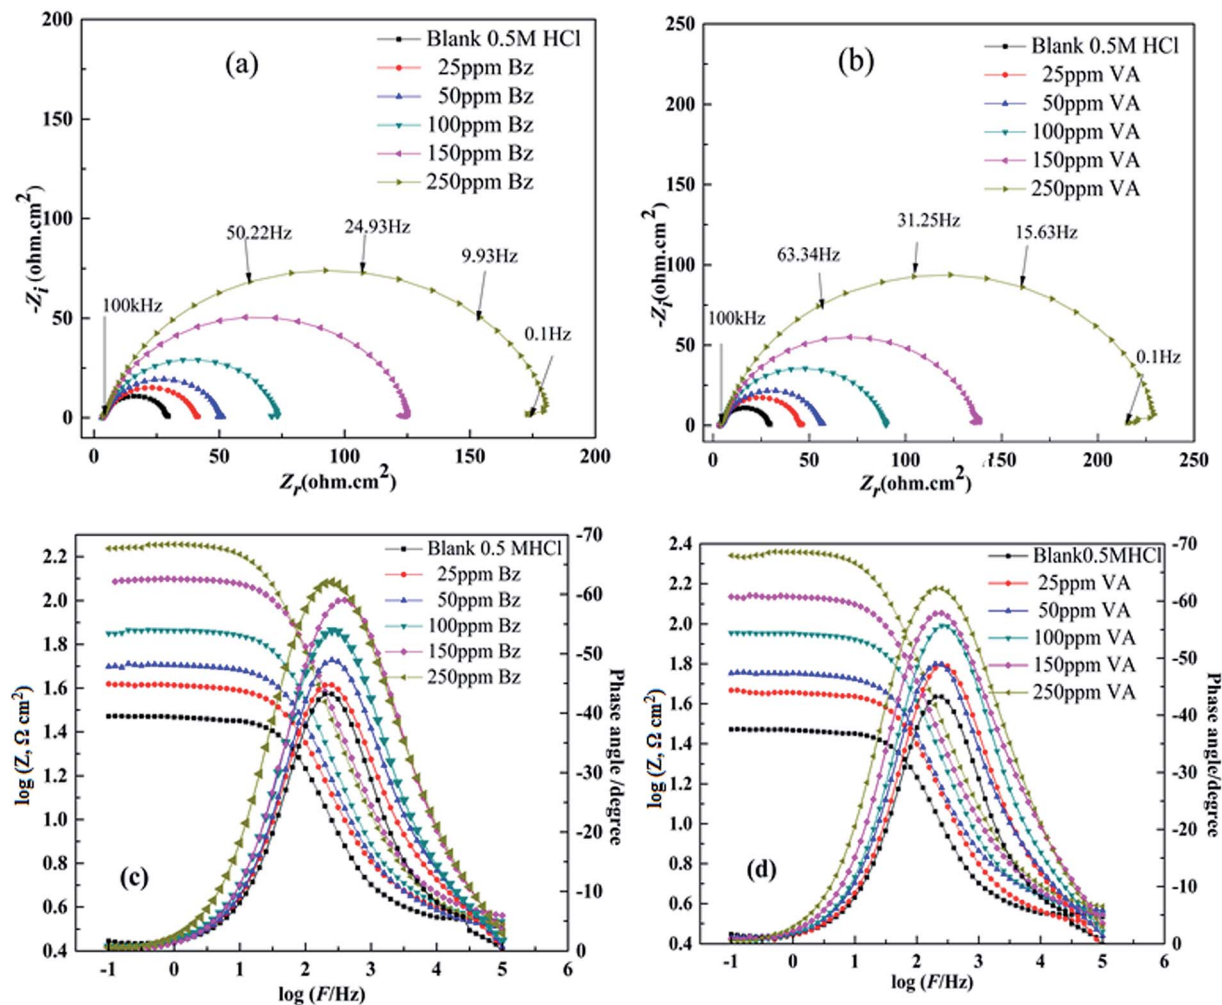 (a)
Blank 0.5M HCl
25ppm Bz
50ppm Bz
100ppm Bz
150ppm Bz
250ppm Bz
200
150
100
50
0
-Zi (ohm.cm2)
100kHz
50.22Hz
24.93Hz
9.93Hz
0.1Hz
0 50 100 150 200
Zr(ohm.cm2)
(b)
Blank 0.5M HCl
25ppm VA
50ppm VA
100ppm VA
150ppm VA
250ppm VA
250
200
150
100
50
0
-Zi(ohm.cm2)
100kHz
63.34Hz
31.25Hz
15.63Hz
0.1Hz
0 50 100 150 200 250
Zr(ohm.cm2)
Blank 0.5 MHCl
25ppm Bz
50ppm Bz
100ppm Bz
150ppm Bz
250ppm Bz
2.2
2.0
1.8
1.6
1.4
1.2
1.0
0.8
0.6
0.4
log (Z, Ω cm2)
-70
-60
-50
-40
-30
-20
-10
0
Phase angle /degree
(c)
-1 0 1 2 3 4 5 6
log (F/Hz)
Blank0.5MHCl
25ppm VA
50ppm VA
100ppm VA
150ppm VA
250ppm VA
2.4
2.2
2.0
1.8
1.6
1.4
1.2
1.0
0.8
0.6
0.4
log (Z, Ω cm2)
-70
-60
-50
-40
-30
-20
-10
0
Phase angle /degree
(d)
-1 0 1 2 3 4 5 6
log (F/Hz)